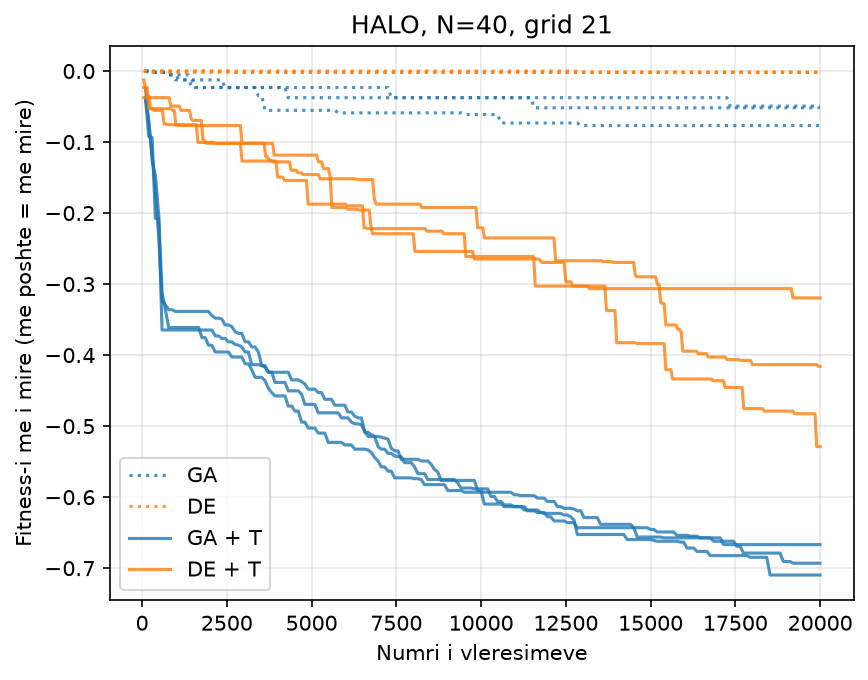 HALO, N=40, grid 21
Fitness-i me i mire (me poshte = me mire)
0.0
−0.1
−0.2
−0.3
−0.4
−0.5
−0.6
−0.7
GA
DE
GA + T
DE + T
0 2500 5000 7500 10000 12500 15000 17500 20000
Numri i vleresimeve